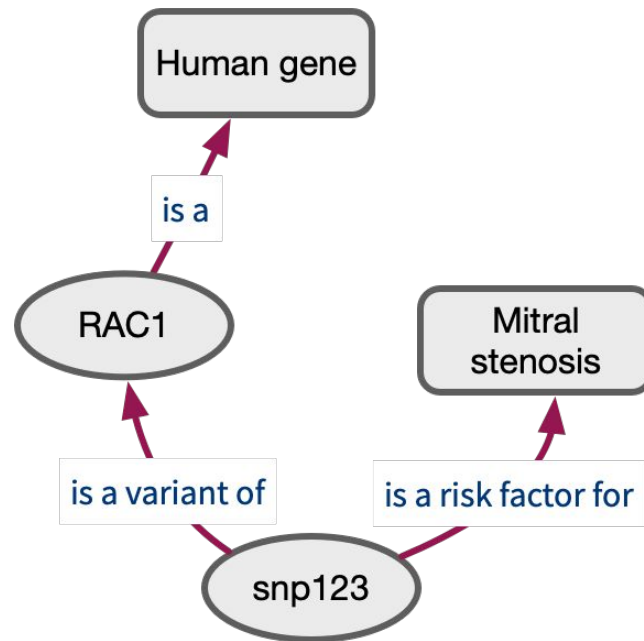 Human gene
is a
RAC1
Mitral
stenosis
is a variant of
is a risk factor for
snp123